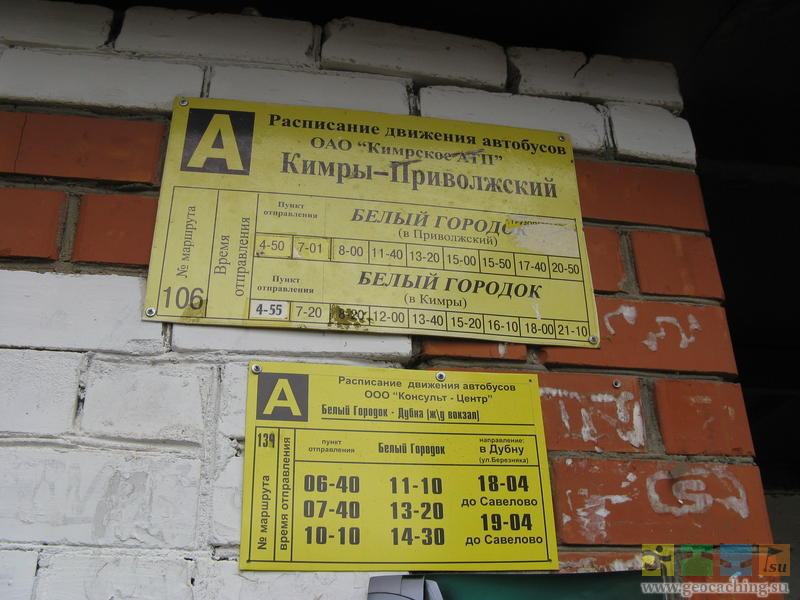 А
Расписание движения автобусов
ОАО "Кимрское АТП"
Кимры–Приволжский
№ маршрута
106
Время отправления
Пункт отправления
БЕЛЫЙ ГОРОДОК
(в Приволжский)
4-50 7-01 8-00 11-40 13-20 15-00 15-50 17-40 20-50
Пункт отправления
БЕЛЫЙ ГОРОДОК
(в Кимры)
4-55 7-20 8-20 12-00 13-40 15-20 16-10 18-00 21-10
А
Расписание движения автобусов
ООО "Консульт - Центр"
Белый Городок - Дубна (ж\д вокзал)
139
№ маршрута
время отправления
пункт отправления
Белый Городок
направление:
в Дубну
(ул.Березняка)
06-40 11-10 18-04
до Савелово
07-40 13-20 19-04
10-10 14-30 до Савелово
.su
www.geocaching.su